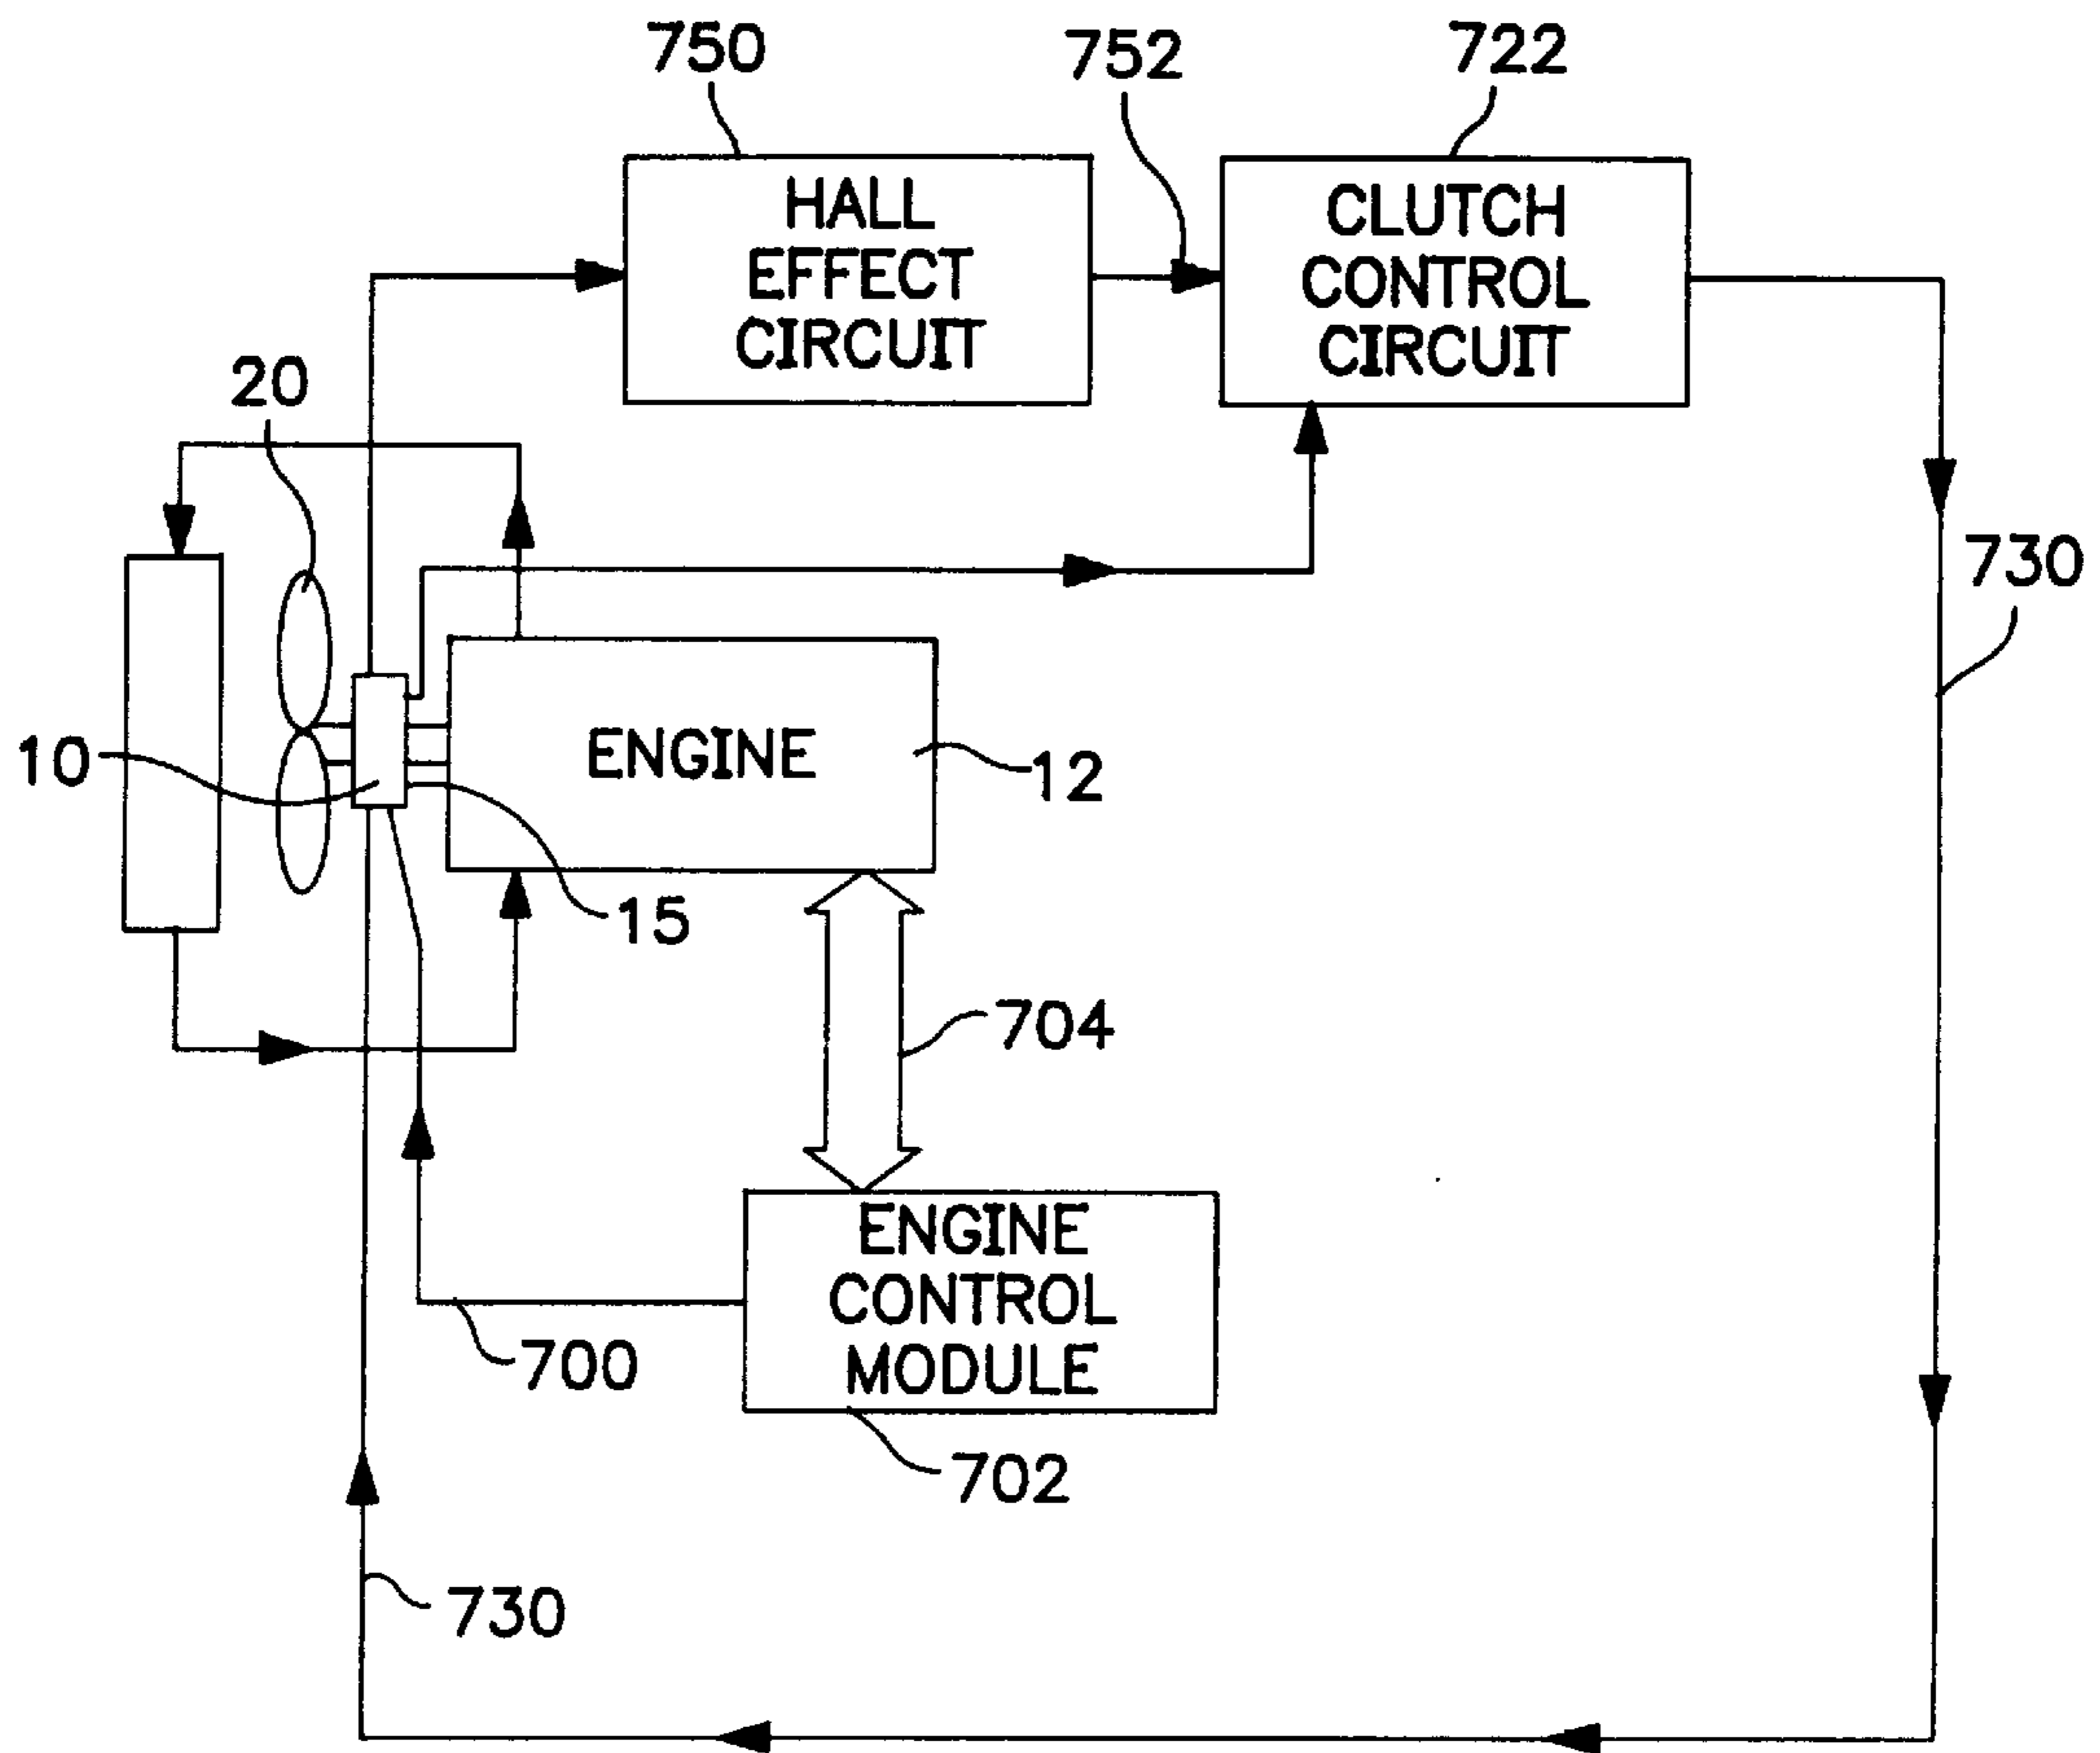 750
752
722
HALL
EFFECT
CIRCUIT
CLUTCH
CONTROL
CIRCUIT
20
730
10
ENGINE
12
15
704
ENGINE
CONTROL
MODULE
700
702
730